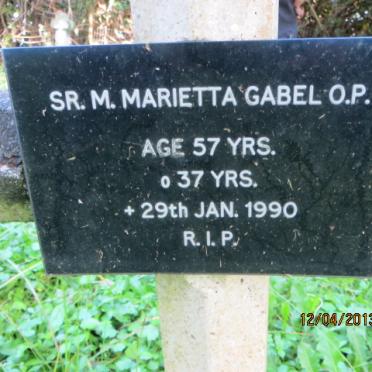 SR. M. MARIETTA GABEL O.P.
AGE 57 YRS.
o 37 YRS.
+ 29th JAN. 1990
R. I. P.
12/04/2013